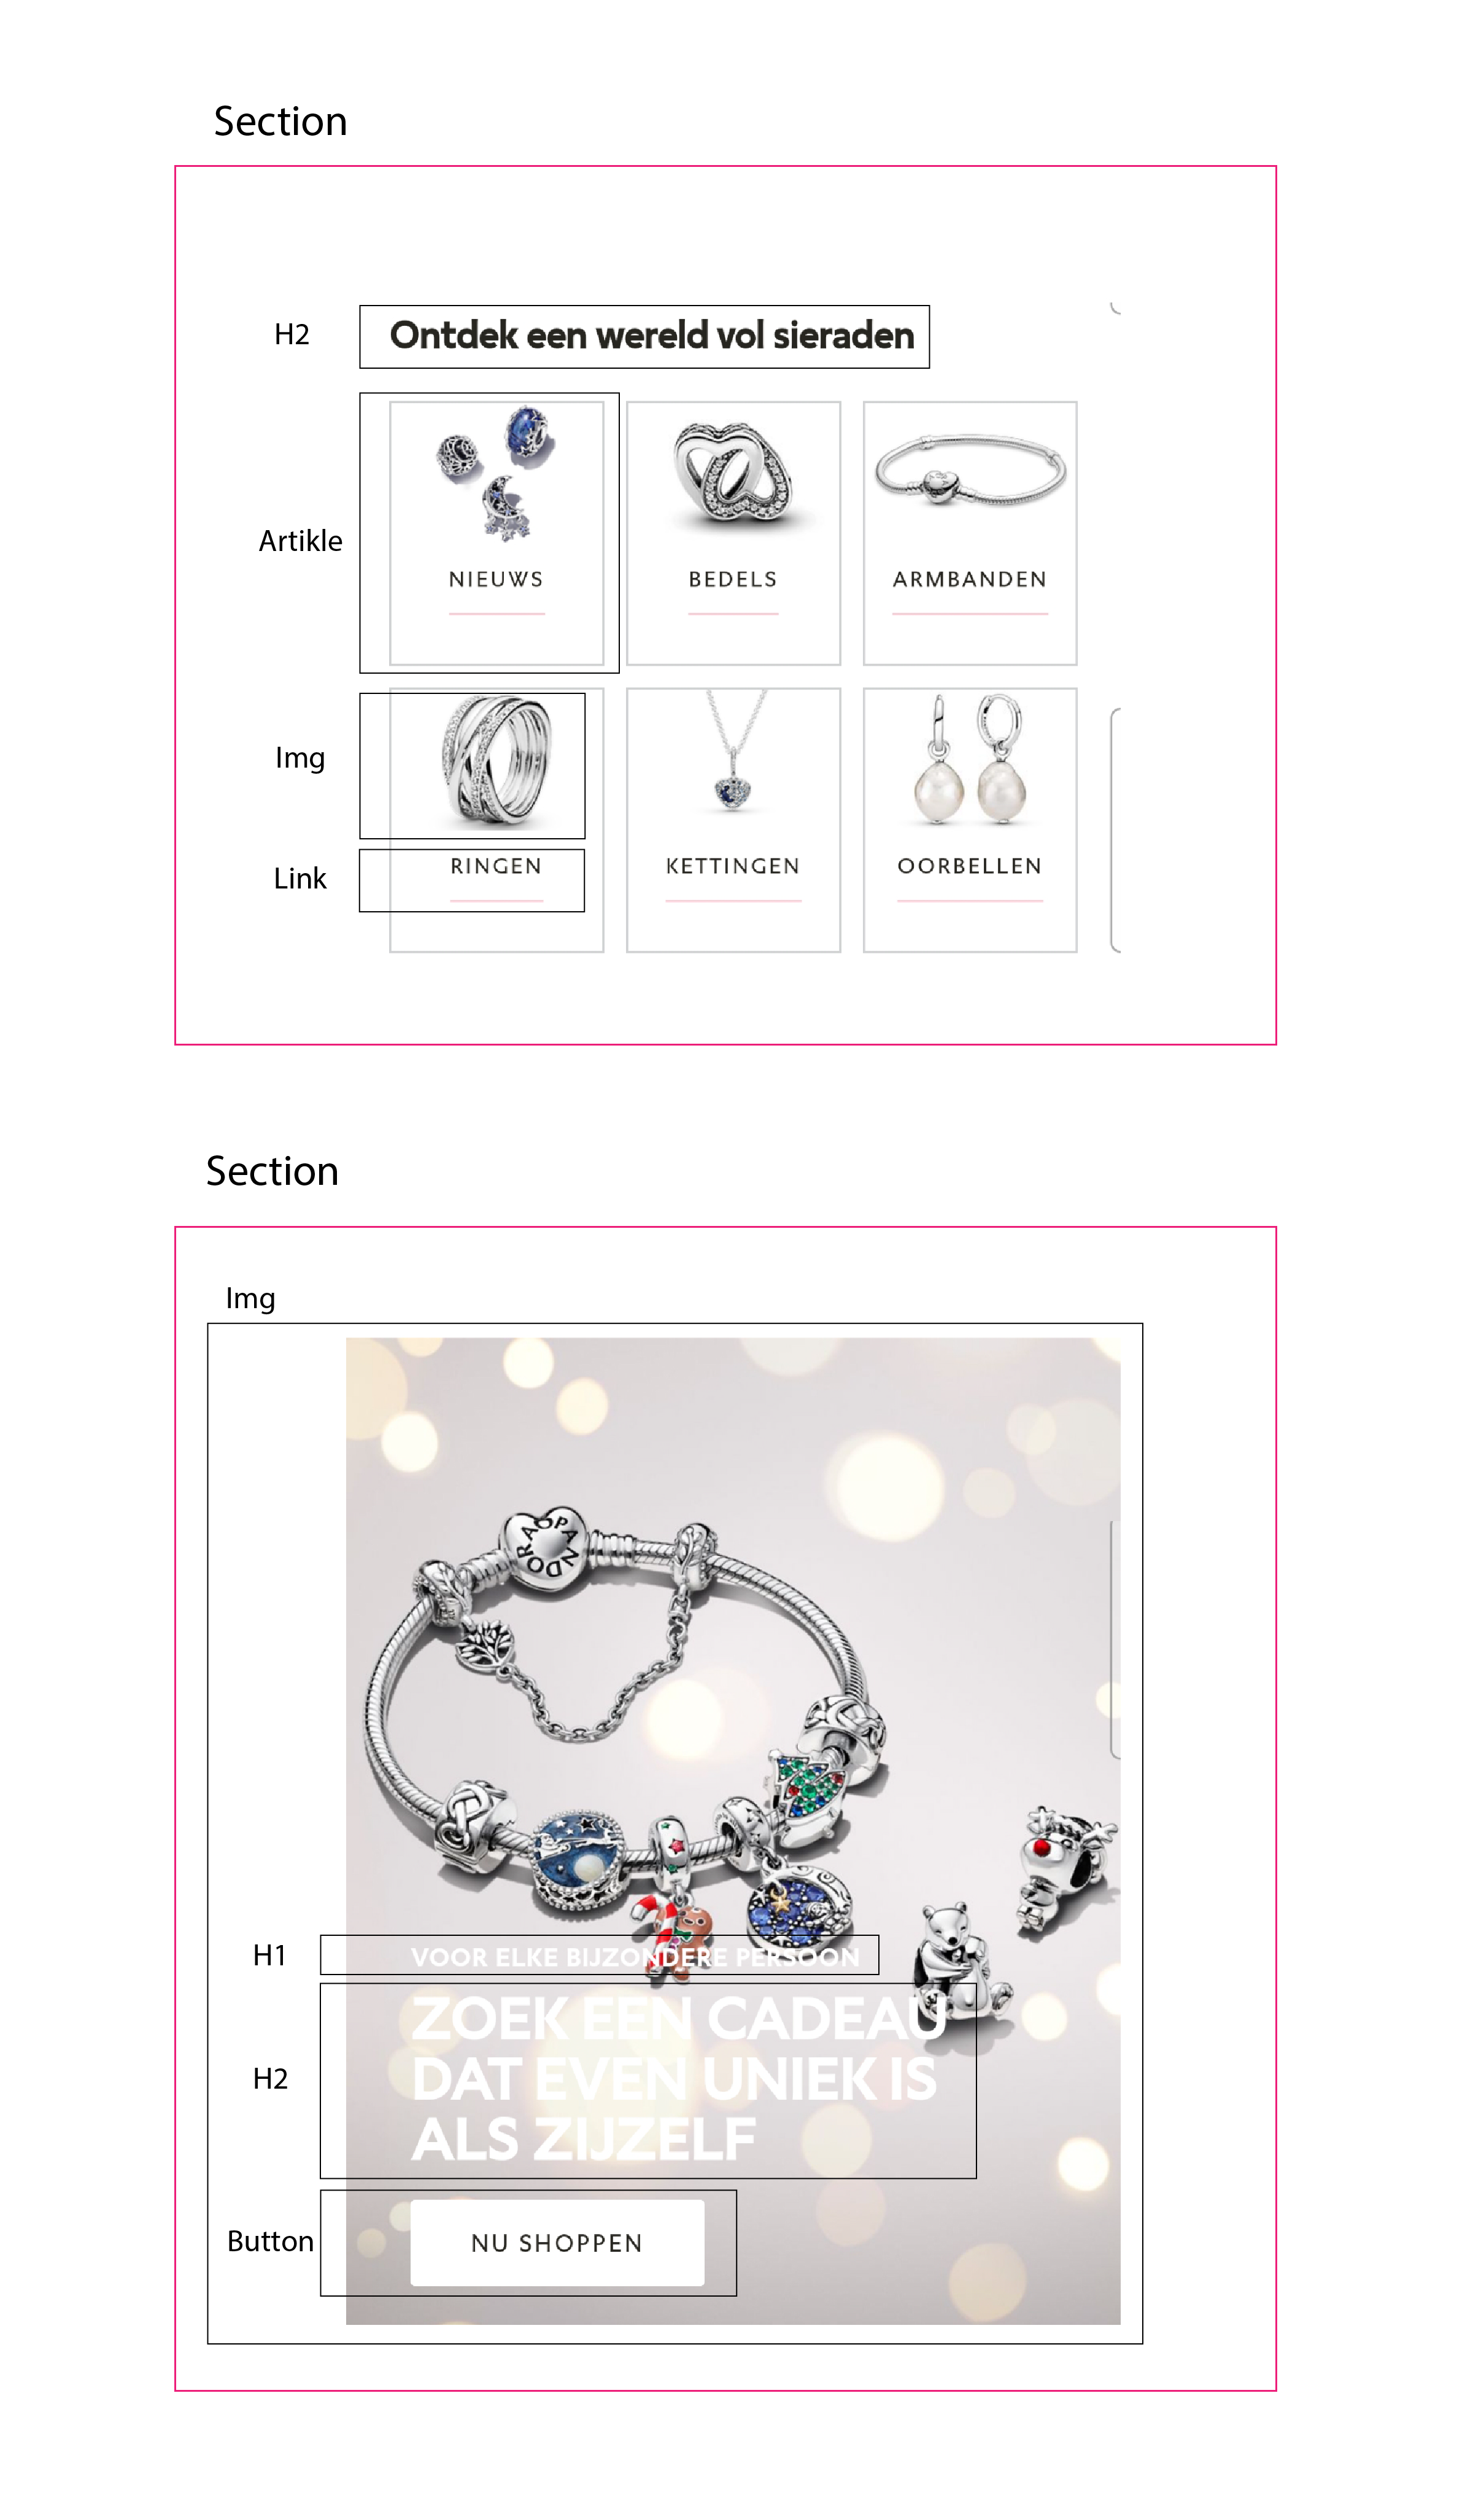 Section
H2
Ontdek een wereld vol sieraden
Artikle
NIEUWS
BEDELS
ARMBANDEN
Img
Link
RINGEN
KETTINGEN
OORBELLEN
Section
Img
PANDORA
H1
VOOR ELKE BIJZONDERE PERSOON
H2
ZOEK EEN CADEAU
DAT EVEN UNIEK IS
ALS ZIJZELF
Button
NU SHOPPEN